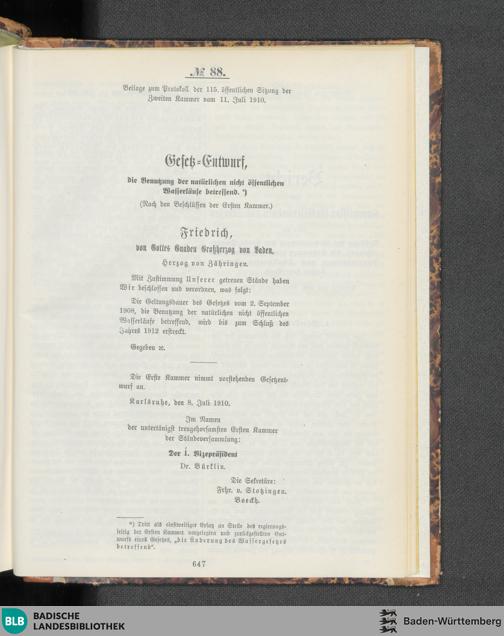 № 88.
Beilage zum Protokoll der 115. öffentlichen Sitzung der
Zweiten Kammer vom 11. Juli 1910.
Gesetz-Entwurf,
die Benutzung der natürlichen nicht öffentlichen
Wasserläufe betreffend. *)
(Nach den Beschlüssen der Ersten Kammer.)
Friedrich,
von Gottes Gnaden Großherzog von Baden,
Herzog von Zähringen.
Mit Zustimmung Unserer getreuen Stände haben
Wir beschlossen und verordnen, was folgt:
Die Geltungsdauer des Gesetzes vom 2. September
1908, die Benutzung der natürlichen nicht öffentlichen
Wasserläufe betreffend, wird bis zum Schluß des
Jahres 1912 erstreckt.
Gegeben ꝛc.
Die Erste Kammer nimmt vorstehenden Gesetzent-
wurf an.
Karlsruhe, den 8. Juli 1910.
Im Namen
der untertänigst treugehorsamsten Ersten Kammer
der Ständeversammlung:
Der I. Vizepräsident
Dr. Bürklin.
Die Sekretäre:
Frhr. v. Stotzingen.
Boeckh.
*) Tritt als einstweiliger Ersatz an Stelle des regierungs-
seitig der Ersten Kammer vorgelegten und zurückgestellten Ent-
wurfs eines Gesetzes, „die Änderung des Wassergesetzes
betreffend“.
647
BLB
BADISCHE
LANDESBIBLIOTHEK
Baden-Württemberg